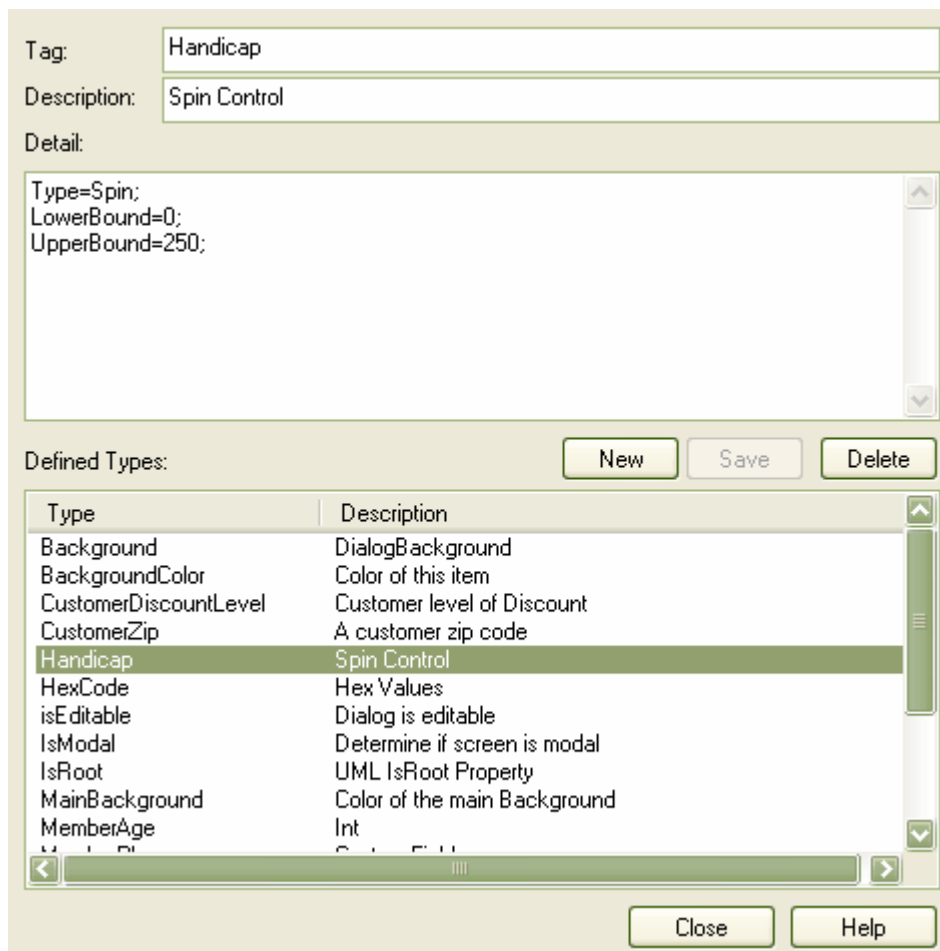 Tag: Handicap
Description: Spin Control
Detail:
Type=Spin;
LowerBound=0;
UpperBound=250;
Defined Types: New Save Delete
Type Description
Background DialogBackground
BackgroundColor Color of this item
CustomerDiscountLevel Customer level of Discount
CustomerZip A customer zip code
Handicap Spin Control
HexCode Hex Values
isEditable Dialog is editable
IsModal Determine if screen is modal
IsRoot UML IsRoot Property
MainBackground Color of the main Background
MemberAge Int
Close Help